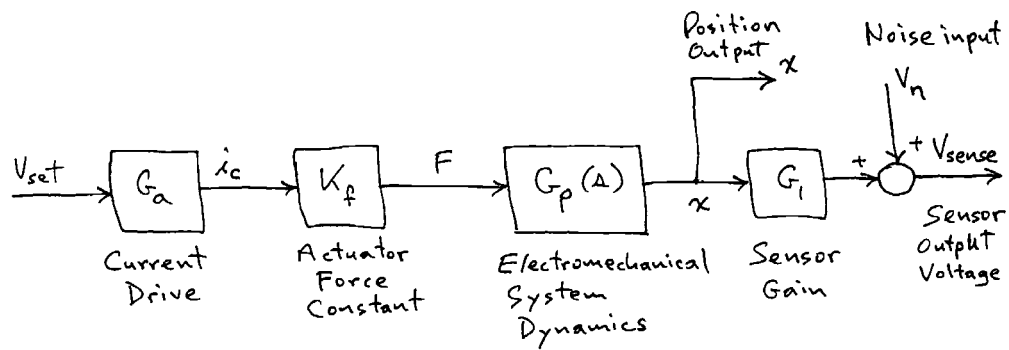 Position
Output
x
Noise input
Vn
Vset
Ga
ic
Kf
F
Gp(s)
x
G1
+
+
Vsense
Current
Drive
Actuator
Force
Constant
Electromechanical
System
Dynamics
Sensor
Gain
Sensor
Output
Voltage